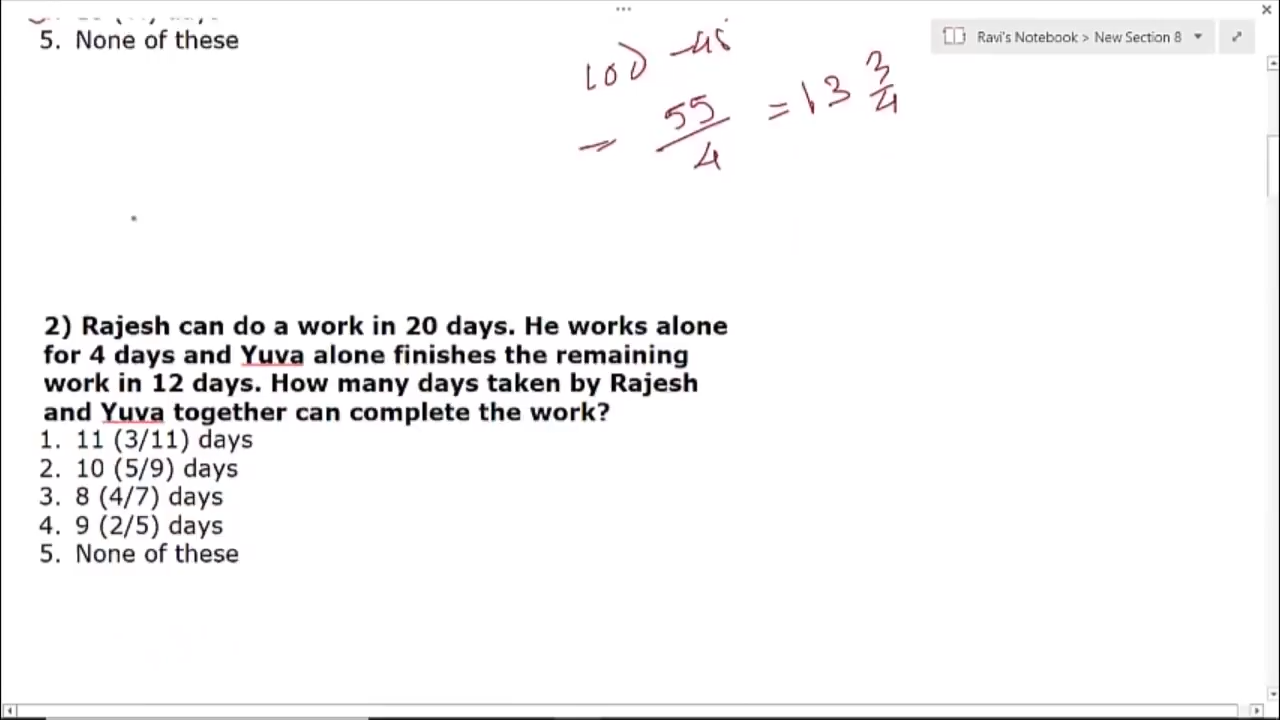 5. None of these
Ravi's Notebook > New Section 8
100 - 45
= 55/4 = 13 3/4
2) Rajesh can do a work in 20 days. He works alone
for 4 days and Yuva alone finishes the remaining
work in 12 days. How many days taken by Rajesh
and Yuva together can complete the work?
1. 11 (3/11) days
2. 10 (5/9) days
3. 8 (4/7) days
4. 9 (2/5) days
5. None of these